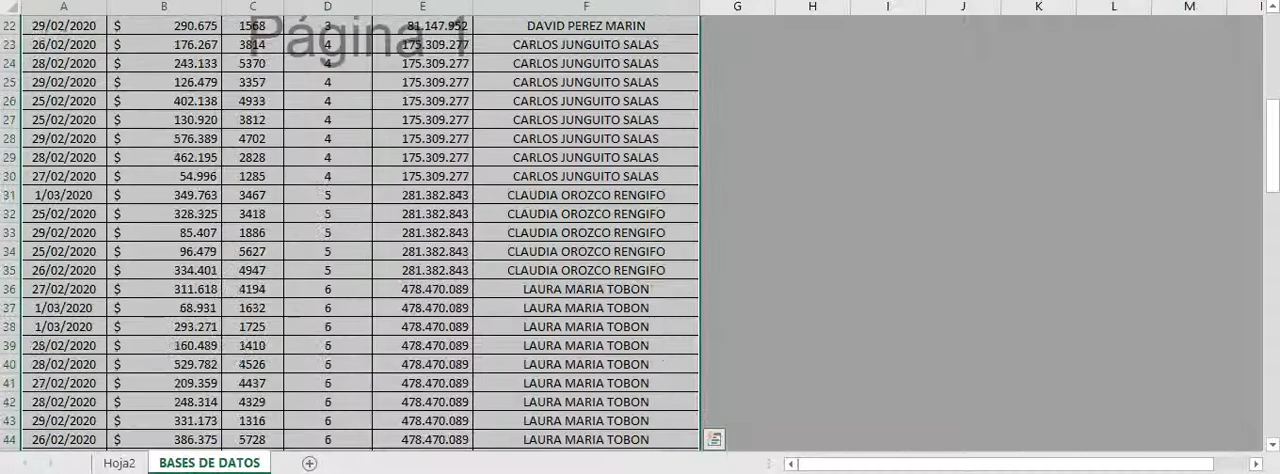 A B C D E F G H I J K L M
22 29/02/2020 $ 290.675 1568 3 81.147.952 DAVID PEREZ MARIN
Página 1
23 26/02/2020 $ 176.267 3814 4 175.309.277 CARLOS JUNGUITO SALAS
24 28/02/2020 $ 243.133 5370 4 175.309.277 CARLOS JUNGUITO SALAS
25 29/02/2020 $ 126.479 3357 4 175.309.277 CARLOS JUNGUITO SALAS
26 25/02/2020 $ 402.138 4933 4 175.309.277 CARLOS JUNGUITO SALAS
27 25/02/2020 $ 130.920 3812 4 175.309.277 CARLOS JUNGUITO SALAS
28 29/02/2020 $ 576.389 4702 4 175.309.277 CARLOS JUNGUITO SALAS
29 28/02/2020 $ 462.195 2828 4 175.309.277 CARLOS JUNGUITO SALAS
30 27/02/2020 $ 54.996 1285 4 175.309.277 CARLOS JUNGUITO SALAS
31 1/03/2020 $ 349.763 3467 5 281.382.843 CLAUDIA OROZCO RENGIFO
32 25/02/2020 $ 328.325 3418 5 281.382.843 CLAUDIA OROZCO RENGIFO
33 29/02/2020 $ 85.407 1886 5 281.382.843 CLAUDIA OROZCO RENGIFO
34 25/02/2020 $ 96.479 5627 5 281.382.843 CLAUDIA OROZCO RENGIFO
35 26/02/2020 $ 334.401 4947 5 281.382.843 CLAUDIA OROZCO RENGIFO
36 27/02/2020 $ 311.618 4194 6 478.470.089 LAURA MARIA TOBON
37 1/03/2020 $ 68.931 1632 6 478.470.089 LAURA MARIA TOBON
38 1/03/2020 $ 293.271 1725 6 478.470.089 LAURA MARIA TOBON
39 28/02/2020 $ 160.489 1410 6 478.470.089 LAURA MARIA TOBON
40 28/02/2020 $ 529.782 4526 6 478.470.089 LAURA MARIA TOBON
41 27/02/2020 $ 209.359 4437 6 478.470.089 LAURA MARIA TOBON
42 28/02/2020 $ 248.314 4329 6 478.470.089 LAURA MARIA TOBON
43 29/02/2020 $ 331.173 1316 6 478.470.089 LAURA MARIA TOBON
44 26/02/2020 $ 386.375 5728 6 478.470.089 LAURA MARIA TOBON
Hoja2 BASES DE DATOS